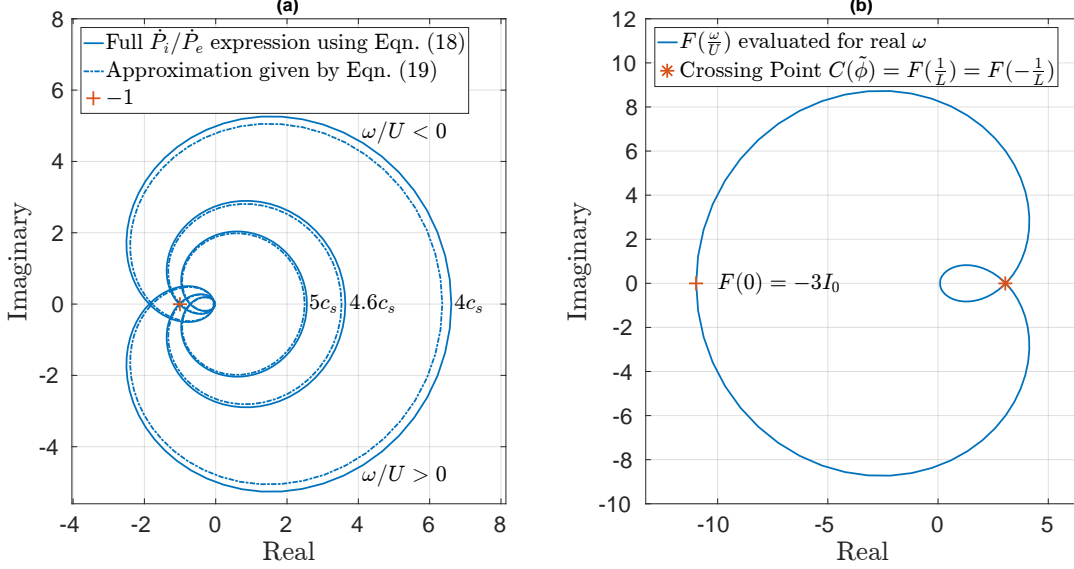 (a)
8
6
4
2
0
-2
-4
Imaginary
Full Ṗ_i/Ṗ_e expression using Eqn. (18)
Approximation given by Eqn. (19)
−1
ω/U < 0
5c_s
4.6c_s
4c_s
ω/U > 0
-4
-2
0
2
4
6
8
Real
(b)
12
10
8
6
4
2
0
-2
-4
-6
-8
-10
Imaginary
F(ω/U) evaluated for real ω
Crossing Point C(φ̃) = F(1/L) = F(−1/L)
F(0) = −3I_0
-10
-5
0
5
Real